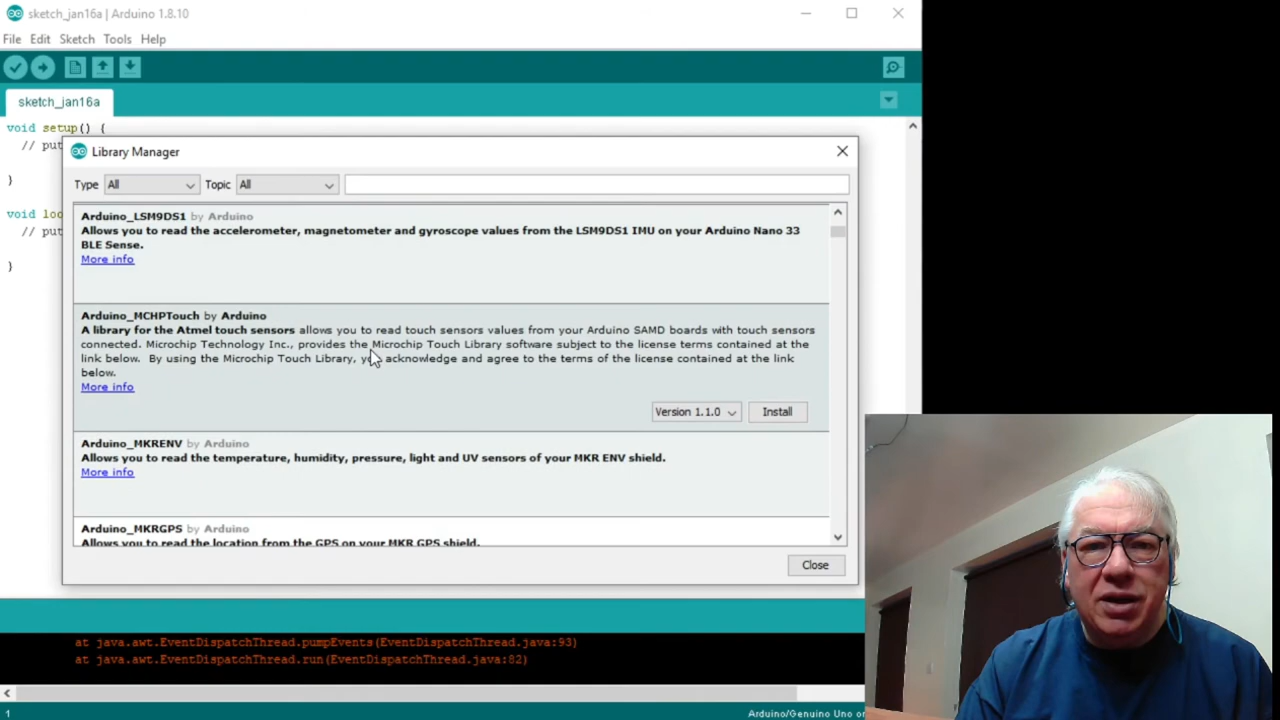 sketch_jan16a | Arduino 1.8.10
File Edit Sketch Tools Help
sketch_jan16a
void setup() {
// put
}
void loo
// put
}
Library Manager
Type All Topic All
Arduino_LSM9DS1 by Arduino
Allows you to read the accelerometer, magnetometer and gyroscope values from the LSM9DS1 IMU on your Arduino Nano 33
BLE Sense.
More info
Arduino_MCHPTouch by Arduino
A library for the Atmel touch sensors allows you to read touch sensors values from your Arduino SAMD boards with touch sensors
connected. Microchip Technology Inc., provides the Microchip Touch Library software subject to the license terms contained at the
link below. By using the Microchip Touch Library, you acknowledge and agree to the terms of the license contained at the link
below.
More info
Version 1.1.0 Install
Arduino_MKRENV by Arduino
Allows you to read the temperature, humidity, pressure, light and UV sensors of your MKR ENV shield.
More info
Arduino_MKRGPS by Arduino
Allows you to read the location from the GPS on your MKR GPS shield.
Close
at java.awt.EventDispatchThread.pumpEvents(EventDispatchThread.java:93)
at java.awt.EventDispatchThread.run(EventDispatchThread.java:82)
1 Arduino/Genuino Uno on